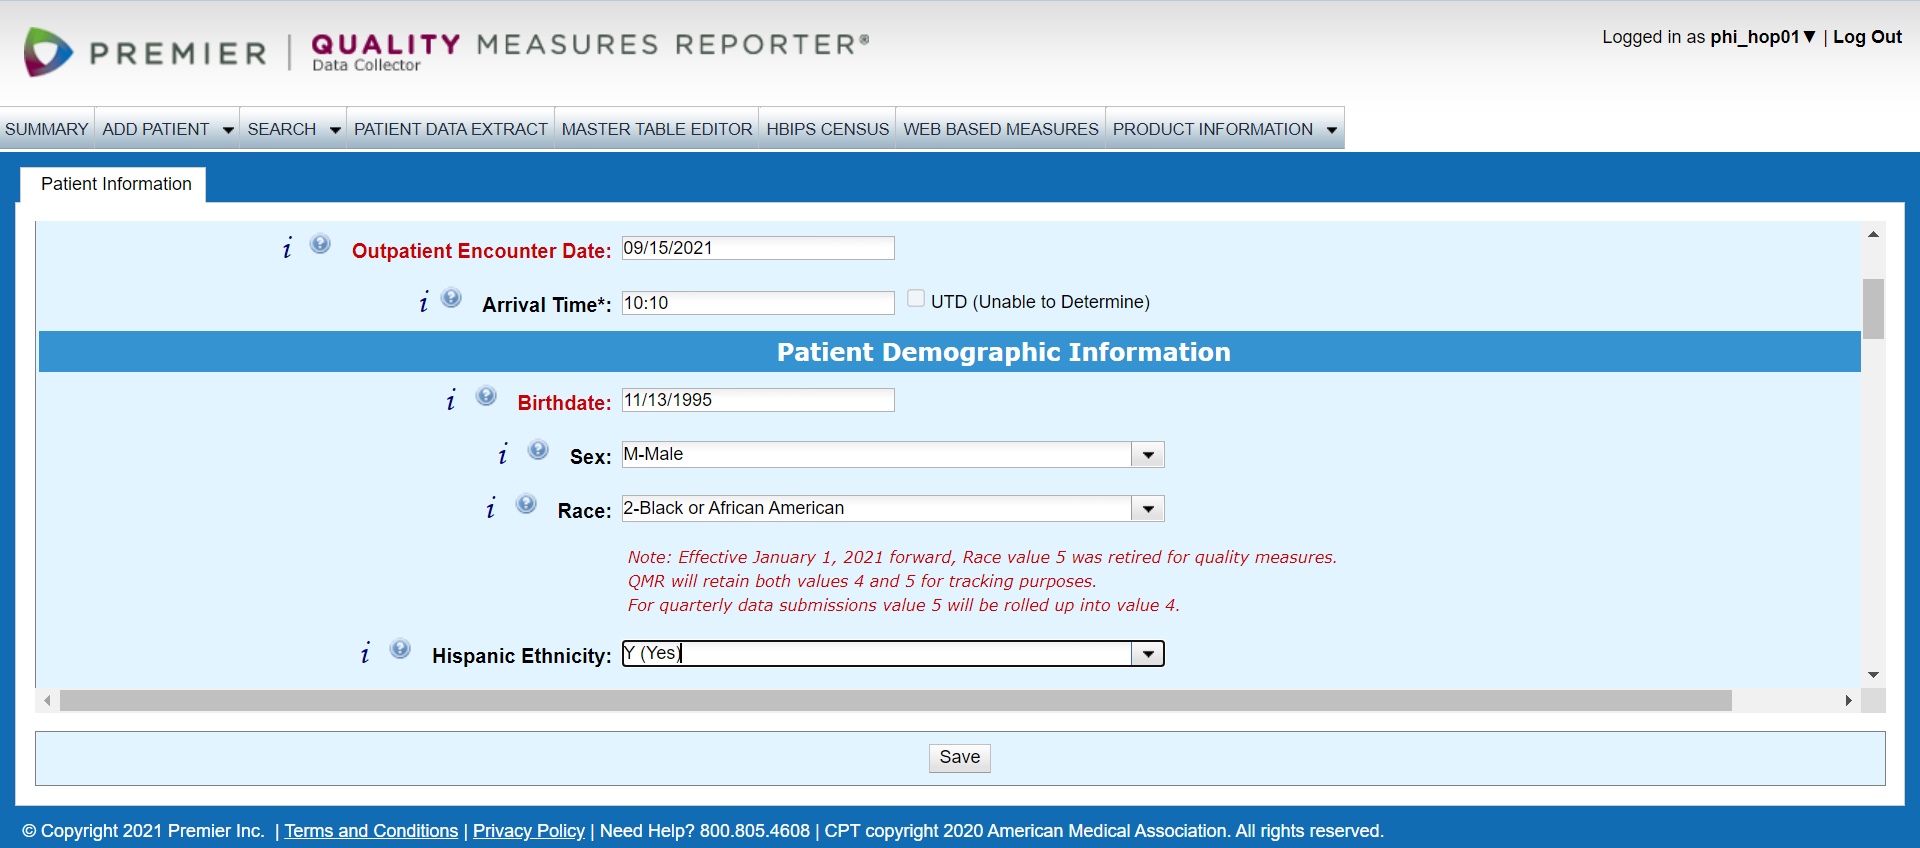 PREMIER | QUALITY MEASURES REPORTER®
Data Collector
Logged in as phi_hop01▼ | Log Out
SUMMARY ADD PATIENT SEARCH PATIENT DATA EXTRACT MASTER TABLE EDITOR HBIPS CENSUS WEB BASED MEASURES PRODUCT INFORMATION
Patient Information
i ? Outpatient Encounter Date: 09/15/2021
i ? Arrival Time*: 10:10 UTD (Unable to Determine)
Patient Demographic Information
i ? Birthdate: 11/13/1995
i ? Sex: M-Male
i ? Race: 2-Black or African American
Note: Effective January 1, 2021 forward, Race value 5 was retired for quality measures.
QMR will retain both values 4 and 5 for tracking purposes.
For quarterly data submissions value 5 will be rolled up into value 4.
i ? Hispanic Ethnicity: Y (Yes)
Save
© Copyright 2021 Premier Inc. | Terms and Conditions | Privacy Policy | Need Help? 800.805.4608 | CPT copyright 2020 American Medical Association. All rights reserved.